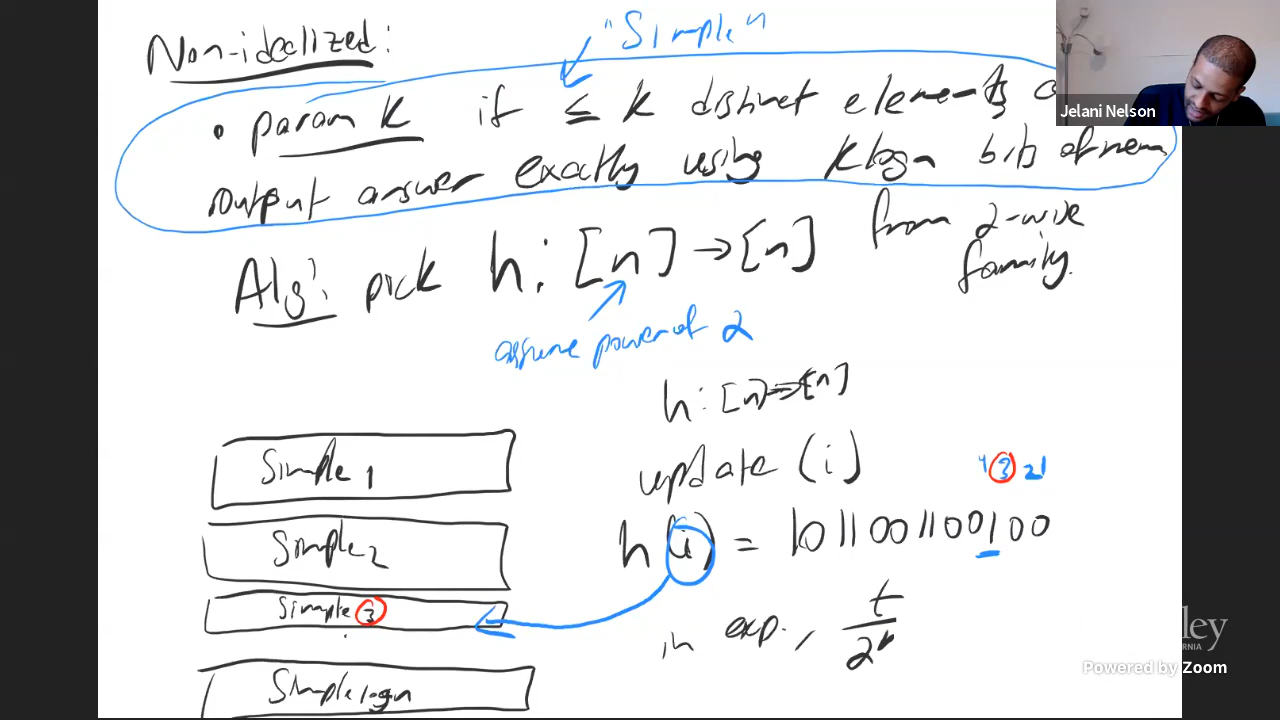 Non-idealized:
"Simple"
• param K if ≤ K distinct elements
Jelani Nelson
output answer exactly using K log n bits of mem
Alg: pick h: [n] → [n] from 2-wise family.
assume power of 2
h: [n] → [n]
Simple 1
update (i)
4 3 2 1
Simple 2
h(i) = 1011001100100
Simple 3
in exp., t/2^k
ley
Powered by Zoom
Simple log n